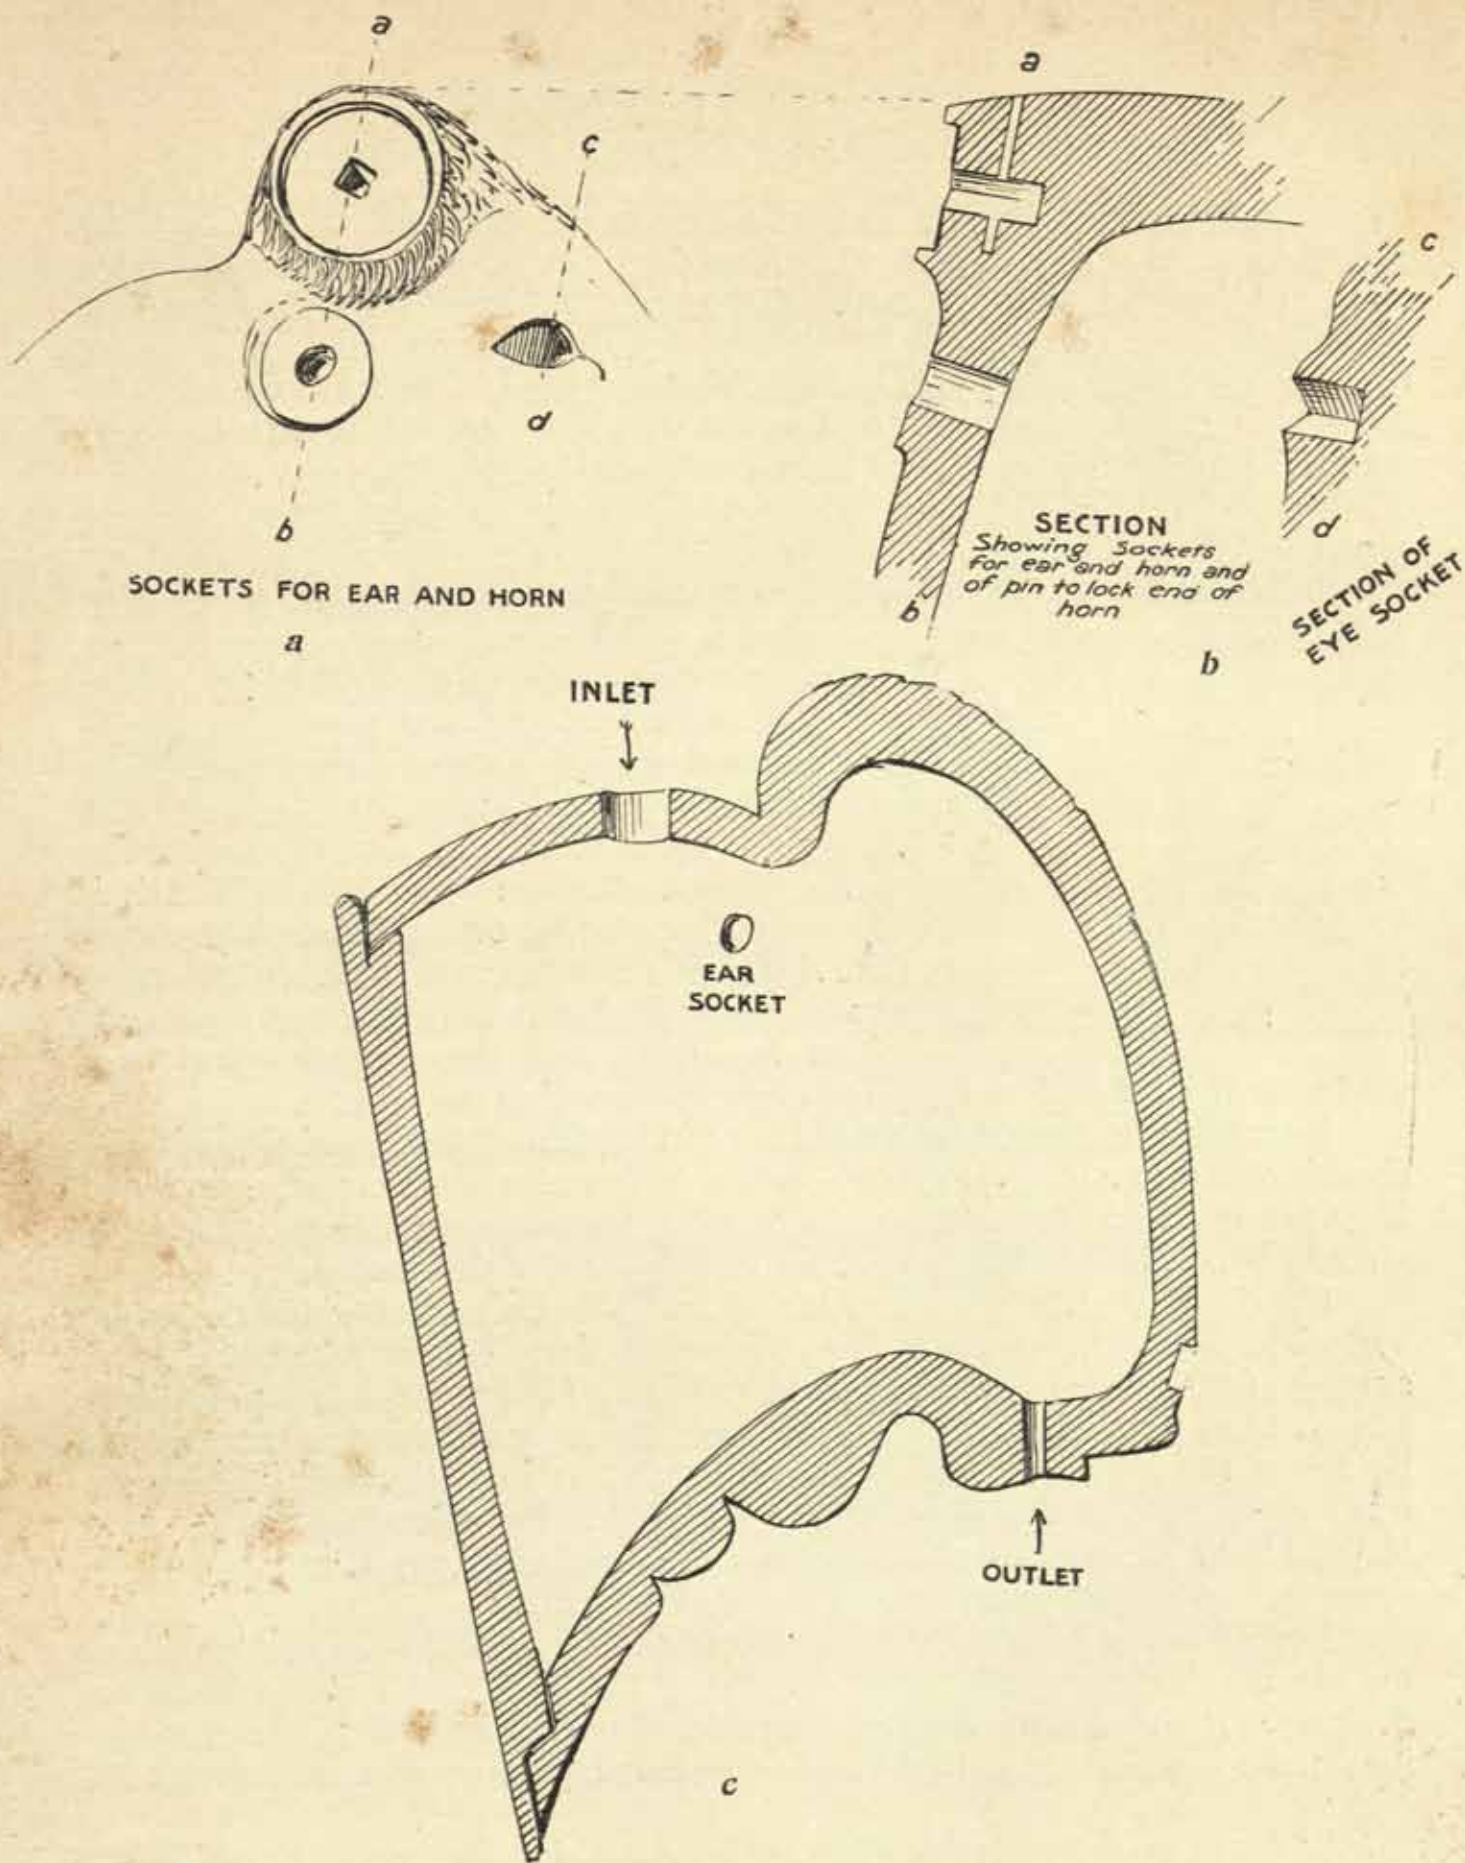 a
c
d
b
SOCKETS FOR EAR AND HORN
a
a
c
d
b
SECTION
Showing Sockets
for ear and horn and
of pin to lock end of
horn
SECTION OF
EYE SOCKET
b
INLET
EAR
SOCKET
OUTLET
c